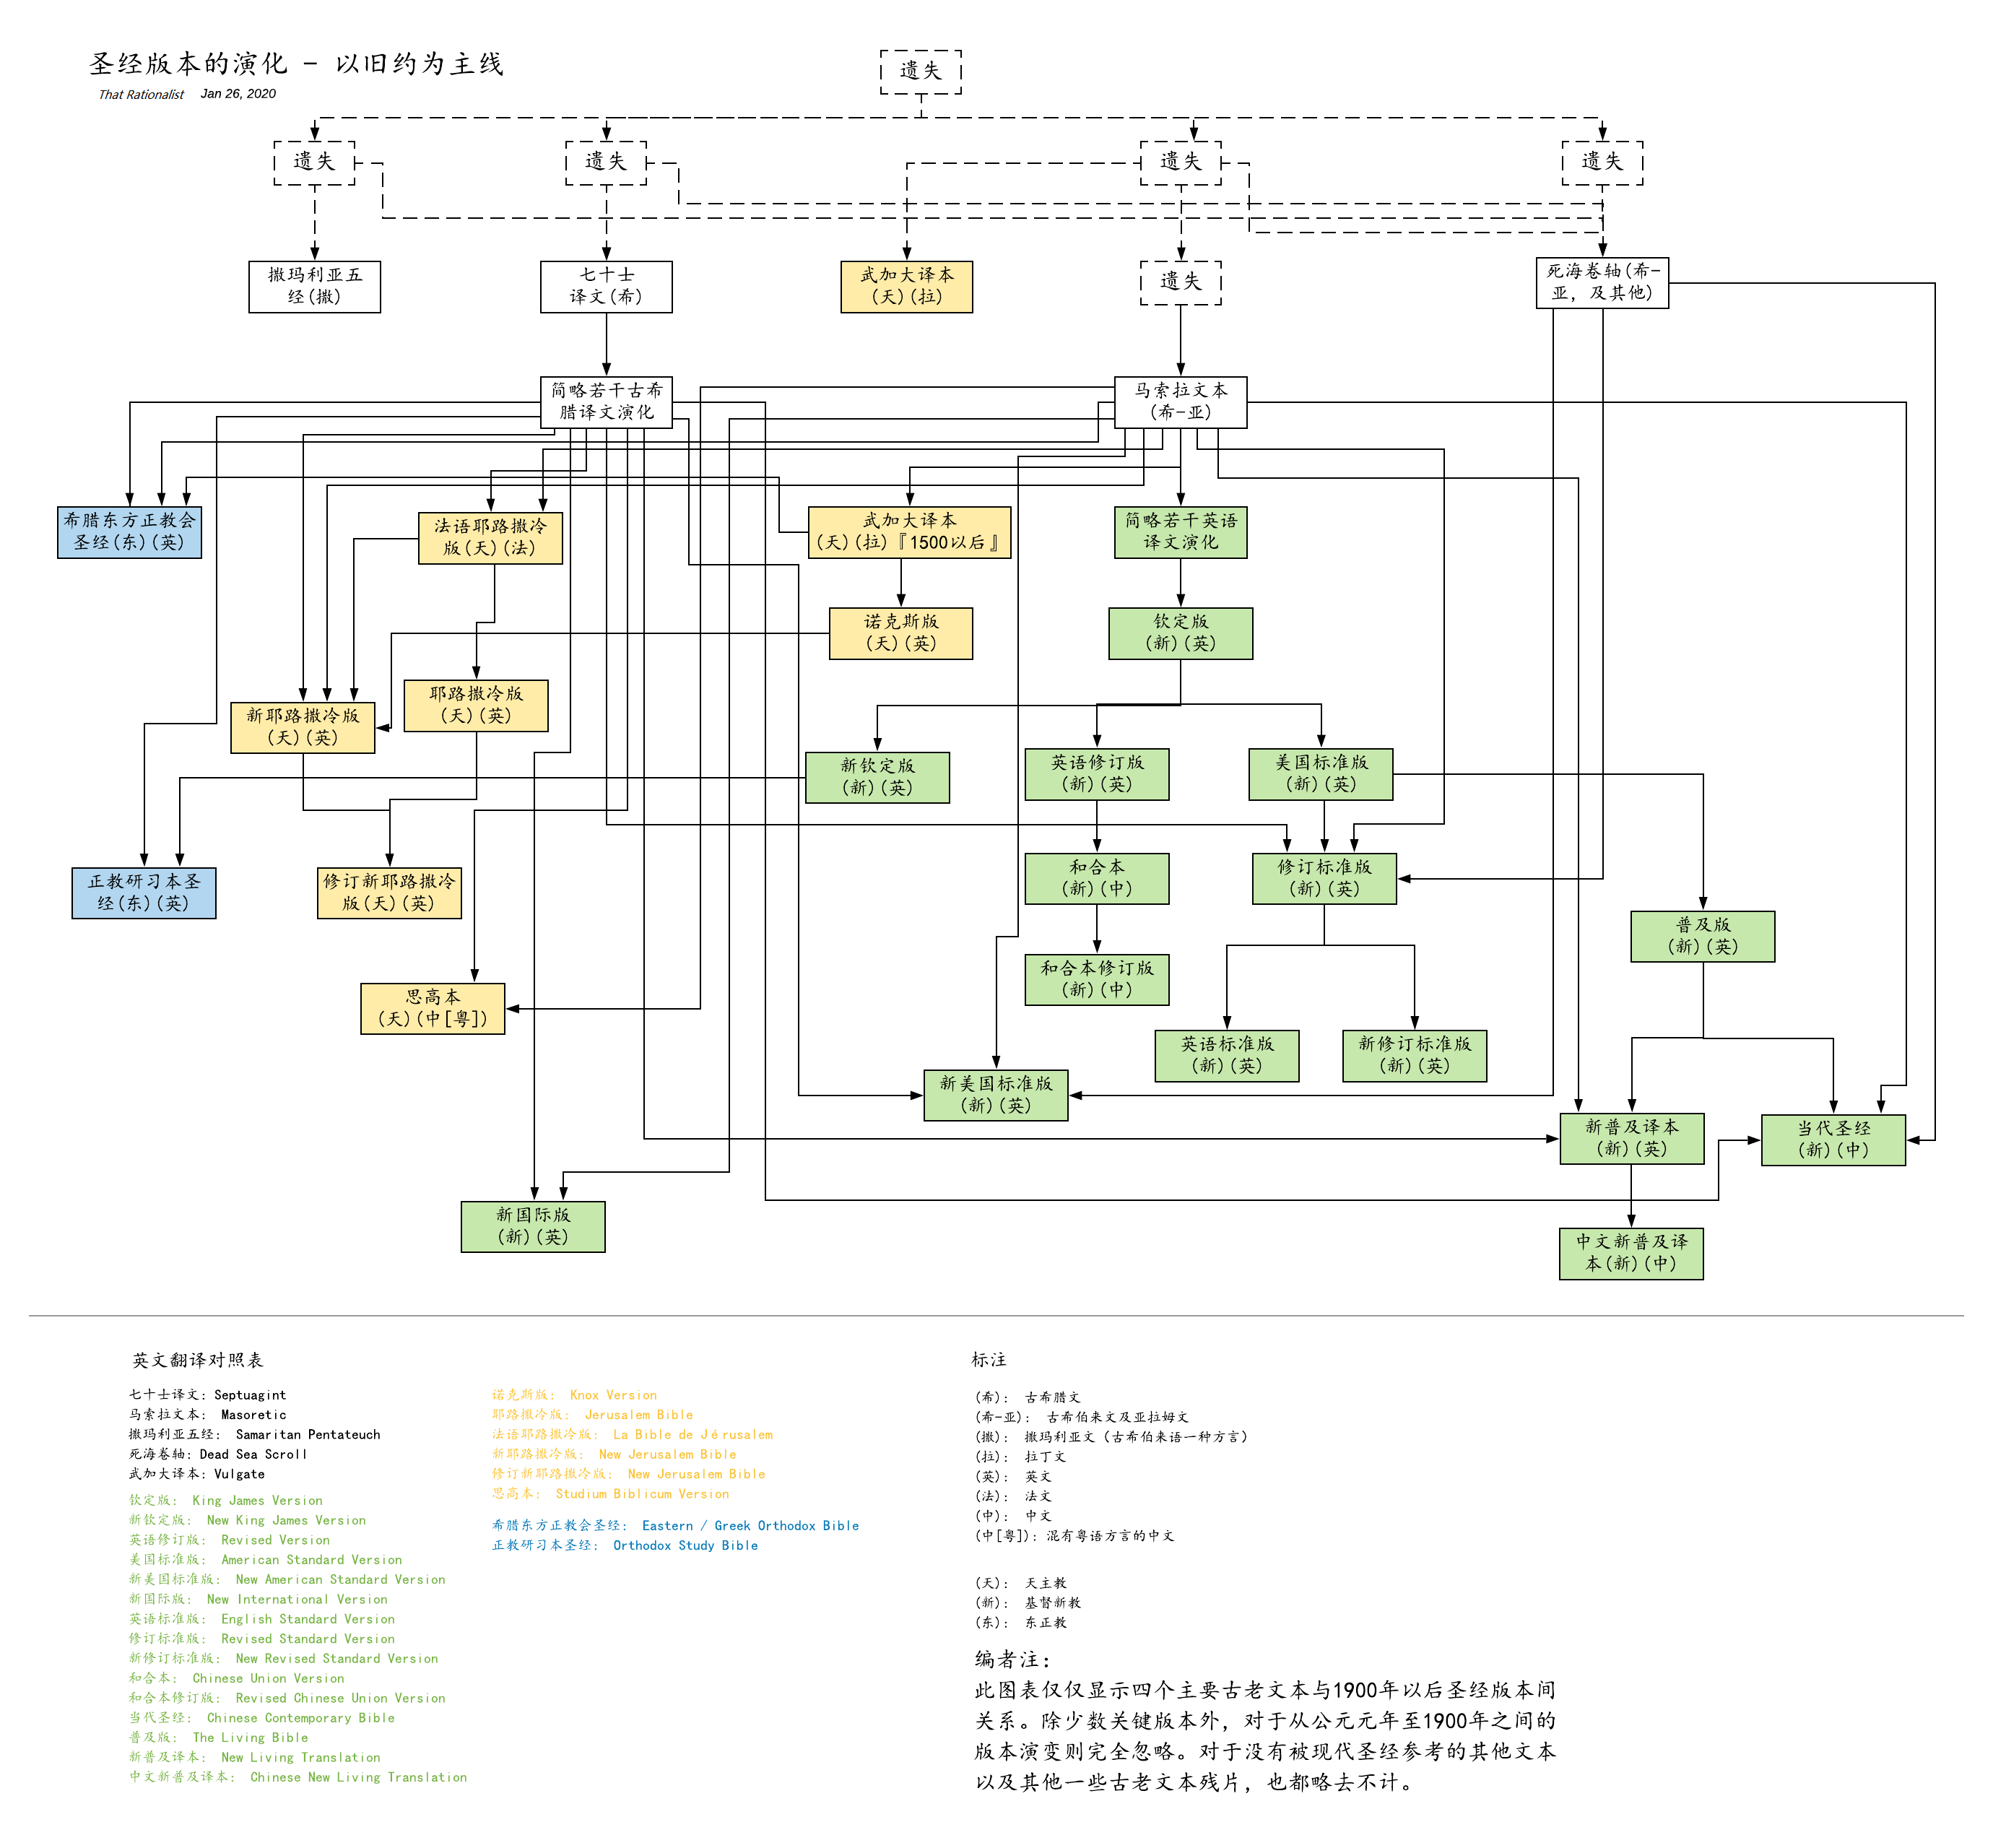 圣经版本的演化 - 以旧约为主线
That Rationalist Jan 26, 2020
遗失
遗失
遗失
遗失
遗失
撒玛利亚五
经(撒)
七十士
译文(希)
武加大译本
(天)(拉)
遗失
死海卷轴(希-
亚，及其他)
简略若干古希
腊译文演化
马索拉文本
(希-亚)
希腊东方正教会
圣经(东)(英)
法语耶路撒冷
版(天)(法)
武加大译本
(天)(拉)『1500以后』
简略若干英语
译文演化
诺克斯版
(天)(英)
钦定版
(新)(英)
耶路撒冷版
(天)(英)
新耶路撒冷版
(天)(英)
新钦定版
(新)(英)
英语修订版
(新)(英)
美国标准版
(新)(英)
正教研习本圣
经(东)(英)
修订新耶路撒冷
版(天)(英)
和合本
(新)(中)
修订标准版
(新)(英)
普及版
(新)(英)
思高本
(天)(中[粤])
和合本修订版
(新)(中)
英语标准版
(新)(英)
新修订标准版
(新)(英)
新美国标准版
(新)(英)
新普及译本
(新)(英)
当代圣经
(新)(中)
新国际版
(新)(英)
中文新普及译
本(新)(中)
英文翻译对照表
七十士译文: Septuagint
马索拉文本: Masoretic
撒玛利亚五经: Samaritan Pentateuch
死海卷轴: Dead Sea Scroll
武加大译本: Vulgate
钦定版: King James Version
新钦定版: New King James Version
英语修订版: Revised Version
美国标准版: American Standard Version
新美国标准版: New American Standard Version
新国际版: New International Version
英语标准版: English Standard Version
修订标准版: Revised Standard Version
新修订标准版: New Revised Standard Version
和合本: Chinese Union Version
和合本修订版: Revised Chinese Union Version
当代圣经: Chinese Contemporary Bible
普及版: The Living Bible
新普及译本: New Living Translation
中文新普及译本: Chinese New Living Translation
诺克斯版: Knox Version
耶路撒冷版: Jerusalem Bible
法语耶路撒冷版: La Bible de Jérusalem
新耶路撒冷版: New Jerusalem Bible
修订新耶路撒冷版: New Jerusalem Bible
思高本: Studium Biblicum Version
希腊东方正教会圣经: Eastern / Greek Orthodox Bible
正教研习本圣经: Orthodox Study Bible
标注
(希): 古希腊文
(希-亚): 古希伯来文及亚拉姆文
(撒): 撒玛利亚文（古希伯来语一种方言）
(拉): 拉丁文
(英): 英文
(法): 法文
(中): 中文
(中[粤]): 混有粤语方言的中文
(天): 天主教
(新): 基督新教
(东): 东正教
编者注:
此图表仅仅显示四个主要古老文本与1900年以后圣经版本间
关系。除少数关键版本外，对于从公元元年至1900年之间的
版本演变则完全忽略。对于没有被现代圣经参考的其他文本
以及其他一些古老文本残片，也都略去不计。